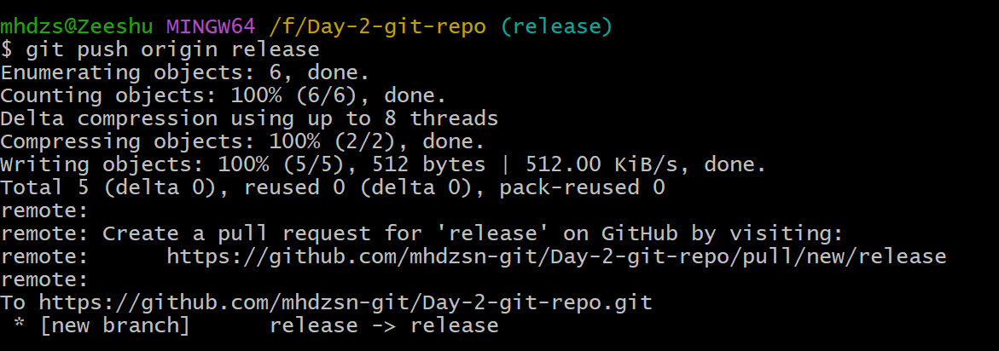 mhdzs@Zeeshu MINGW64 /f/Day-2-git-repo (release)
$ git push origin release
Enumerating objects: 6, done.
Counting objects: 100% (6/6), done.
Delta compression using up to 8 threads
Compressing objects: 100% (2/2), done.
Writing objects: 100% (5/5), 512 bytes | 512.00 KiB/s, done.
Total 5 (delta 0), reused 0 (delta 0), pack-reused 0
remote:
remote: Create a pull request for 'release' on GitHub by visiting:
remote:      https://github.com/mhdzsn-git/Day-2-git-repo/pull/new/release
remote:
To https://github.com/mhdzsn-git/Day-2-git-repo.git
 * [new branch]      release -> release